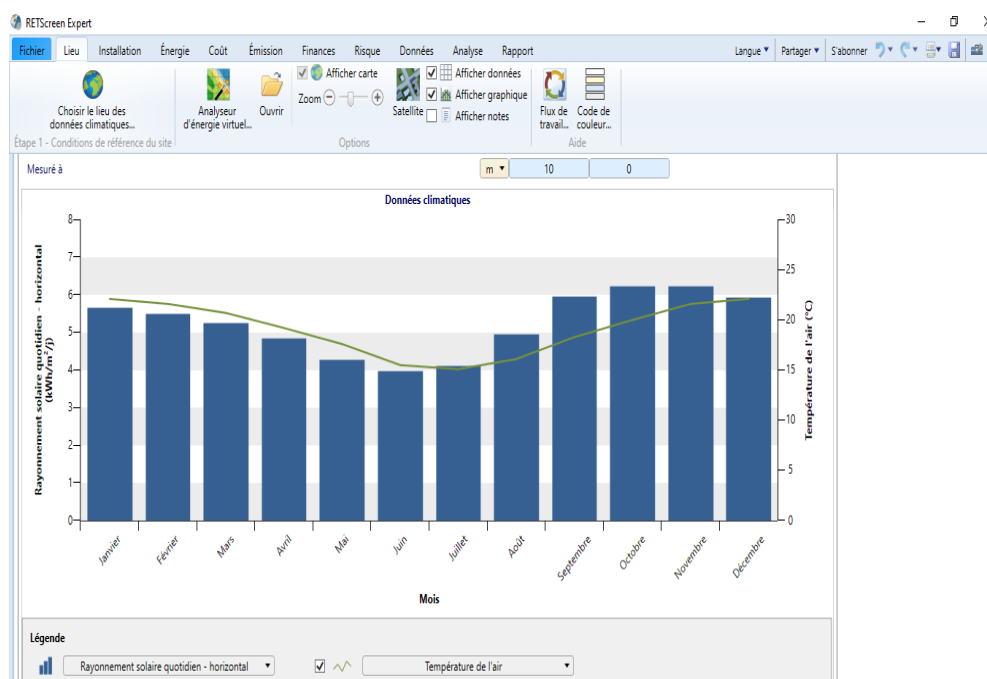 RETScreen Expert
Fichier Lieu Installation Énergie Coût Émission Finances Risque Données Analyse Rapport Langue Partager S'abonner
Choisir le lieu des données climatiques...
Analyseur d'énergie virtuel...
Ouvrir
Afficher carte
Zoom
Satellite
Afficher données
Afficher graphique
Afficher notes
Flux de travail...
Code de couleur...
Étape 1 - Conditions de référence du site
Options
Aide
Mesuré à m 10 0
Données climatiques
Rayonnement solaire quotidien - horizontal
(kWh/m²/j)
8
7
6
5
4
3
2
1
0
30
25
20
15
10
5
0
Température de l'air (°C)
Janvier Février Mars Avril Mai Juin Juillet Août Septembre Octobre Novembre Décembre
Mois
Légende
Rayonnement solaire quotidien - horizontal Température de l'air